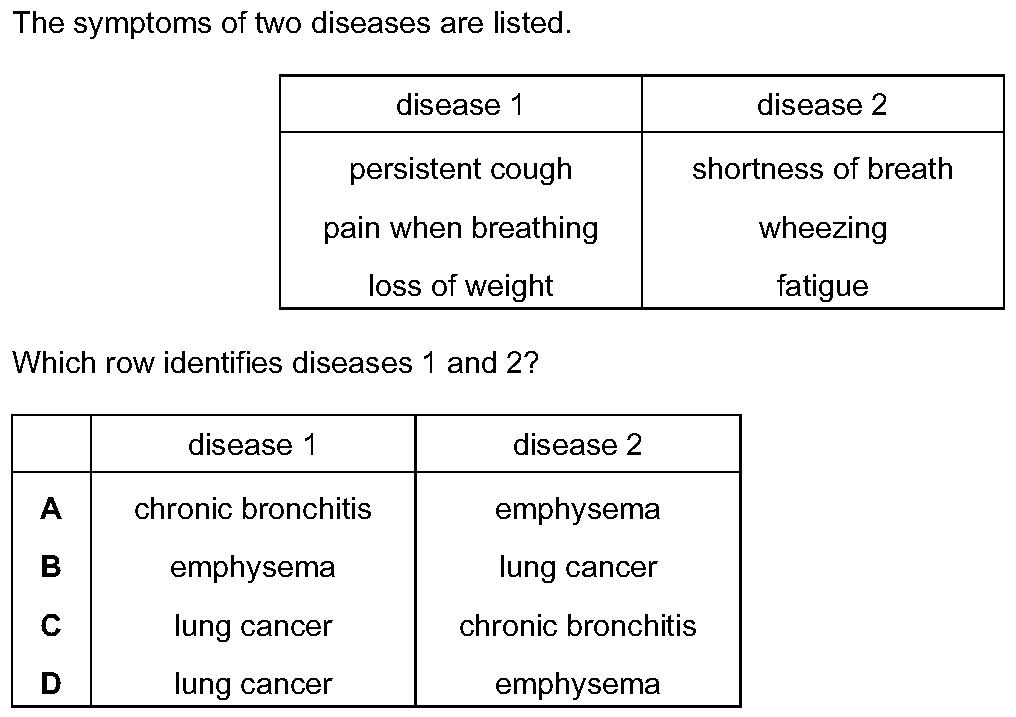 The symptoms of two diseases are listed.
disease 1 disease 2
persistent cough shortness of breath
pain when breathing wheezing
loss of weight fatigue
Which row identifies diseases 1 and 2?
disease 1 disease 2
A chronic bronchitis emphysema
B emphysema lung cancer
C lung cancer chronic bronchitis
D lung cancer emphysema